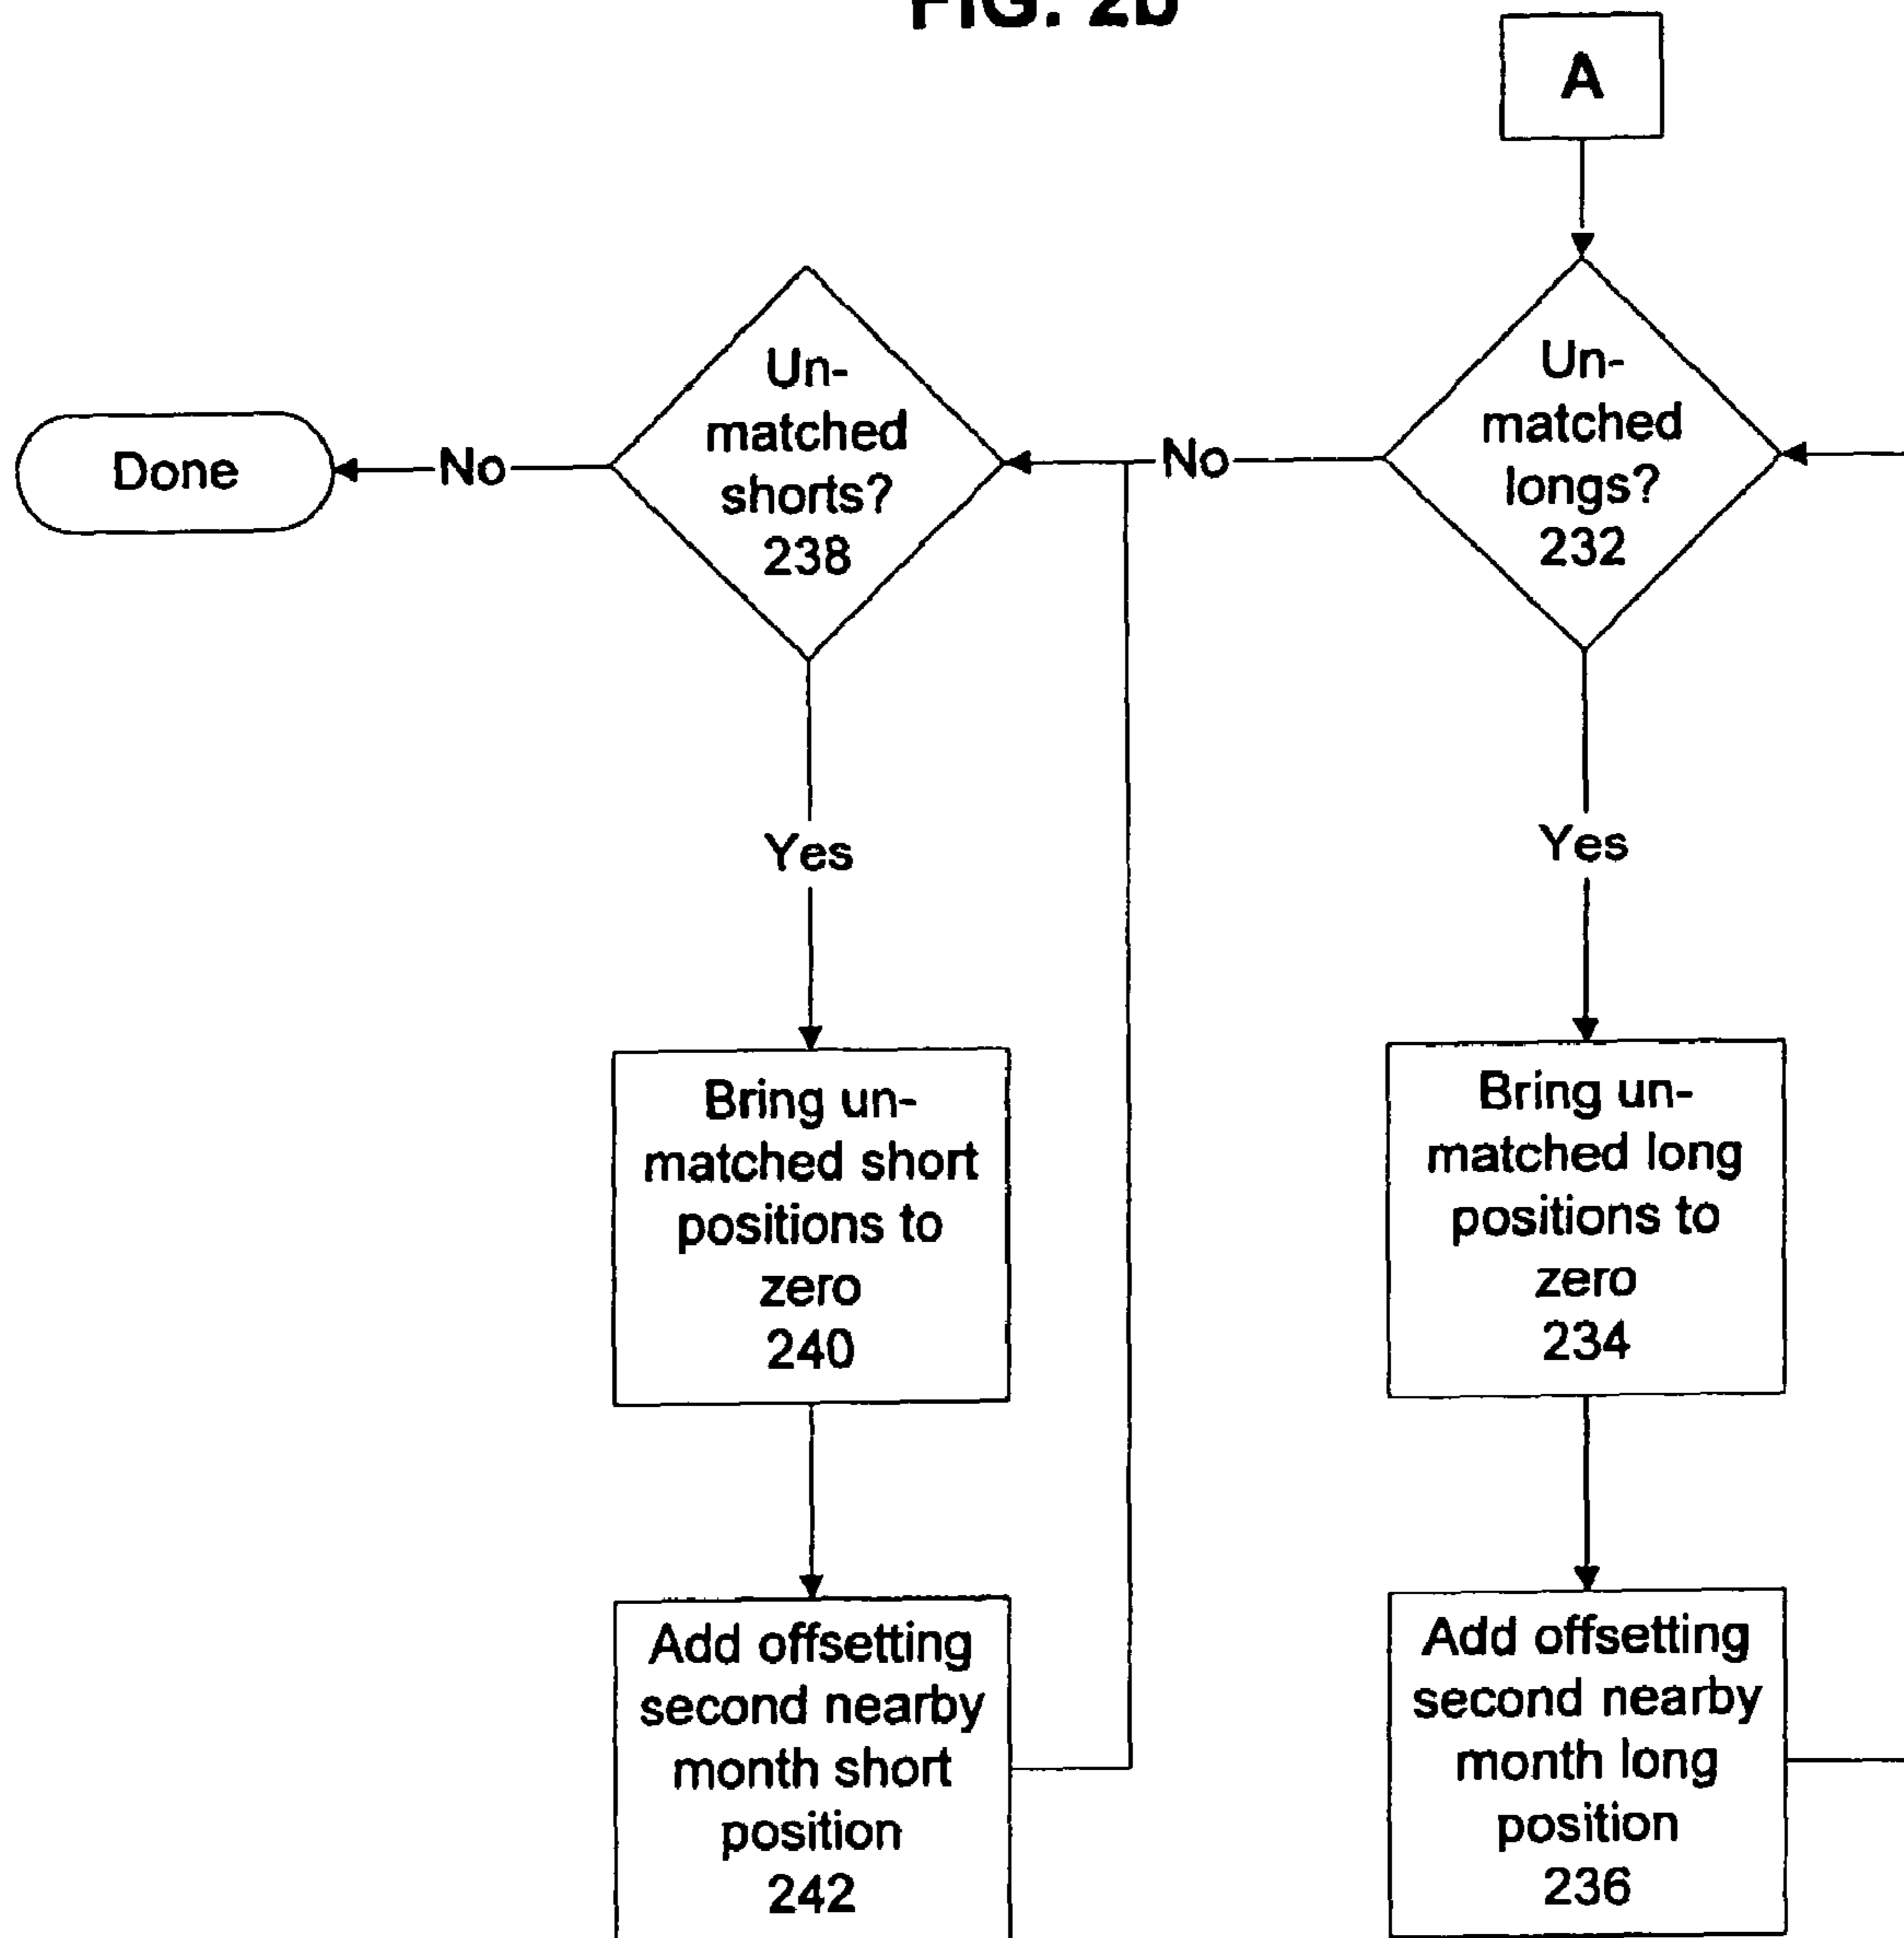 FIG. 2b
A
Un-
matched
longs?
232
No
Un-
matched
shorts?
238
No
Done
Yes
Yes
Bring un-
matched short
positions to
zero
240
Bring un-
matched long
positions to
zero
234
Add offsetting
second nearby
month short
position
242
Add offsetting
second nearby
month long
position
236